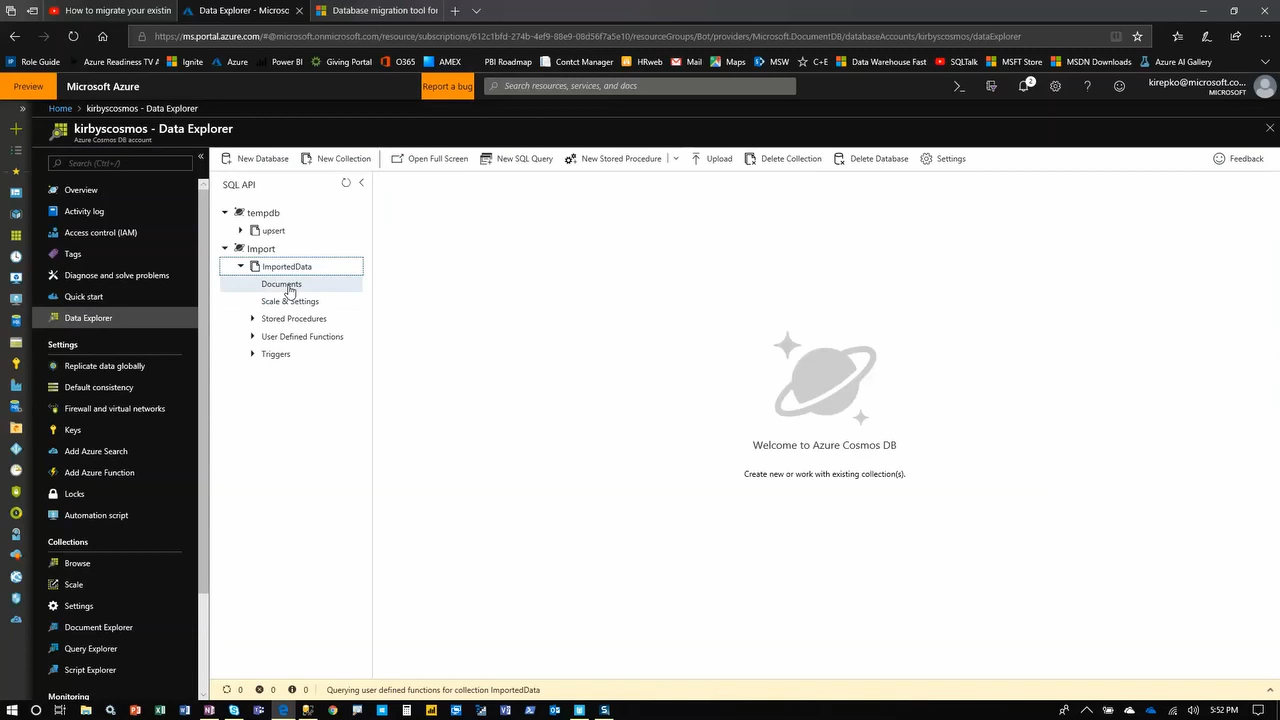 How to migrate your existin
Data Explorer - Microsc
Database migration tool for
https://ms.portal.azure.com/#@microsoft.onmicrosoft.com/resource/subscriptions/612c1bfd-274b-4ef9-88e9-08d56f7a5e10/resourceGroups/Bot/providers/Microsoft.DocumentDB/databaseAccounts/kirbyscosmos/dataExplorer
Role Guide
Azure Readiness TV A
Ignite
Azure
Giving Portal
O365
AMEX
PBI Roadmap
Contct Manager
HRweb
Mail
Maps
MSW
C+E
Data Warehouse Fast
SQLTalk
MSFT Store
MSDN Downloads
Azure AI Gallery
Preview
Microsoft Azure
Report a bug
Search resources, services, and docs
2
kirepko@microsoft.co...
MICROSOFT
Home > kirbyscosmos - Data Explorer
kirbyscosmos - Data Explorer
Azure Cosmos DB account
Search (Ctrl+/)
Overview
Activity log
Access control (IAM)
Tags
Diagnose and solve problems
Quick start
Data Explorer
Settings
Replicate data globally
Default consistency
Firewall and virtual networks
Keys
Add Azure Search
Add Azure Function
Locks
Automation script
Collections
Browse
Scale
Settings
Document Explorer
Query Explorer
Script Explorer
Monitoring
New Database
New Collection
Open Full Screen
New SQL Query
New Stored Procedure
Upload
Delete Collection
Delete Database
Settings
Feedback
SQL API
tempdb
upsert
Import
ImportedData
Documents
Scale & Settings
Stored Procedures
User Defined Functions
Triggers
Welcome to Azure Cosmos DB
Create new or work with existing collection(s).
0 0 0 Querying user defined functions for collection ImportedData
5:52 PM